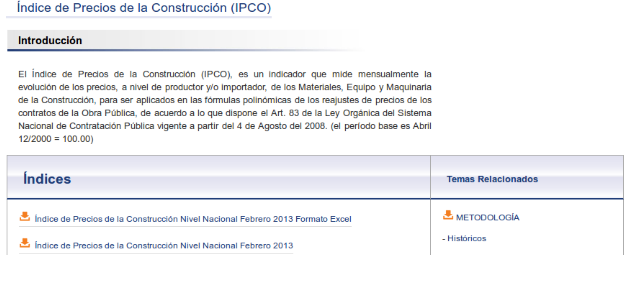 Índice de Precios de la Construcción (IPCO)
Introducción
El Índice de Precios de la Construcción (IPCO), es un indicador que mide mensualmente la
evolución de los precios, a nivel de productor y/o importador, de los Materiales, Equipo y Maquinaria
de la Construcción, para ser aplicados en las fórmulas polinómicas de los reajustes de precios de los
contratos de la Obra Pública, de acuerdo a lo que dispone el Art. 83 de la Ley Orgánica del Sistema
Nacional de Contratación Pública vigente a partir del 4 de Agosto del 2008. (el período base es Abril
12/2000 = 100.00)
Índices
Temas Relacionados
Índice de Precios de la Construcción Nivel Nacional Febrero 2013 Formato Excel
METODOLOGÍA
- Históricos
Índice de Precios de la Construcción Nivel Nacional Febrero 2013